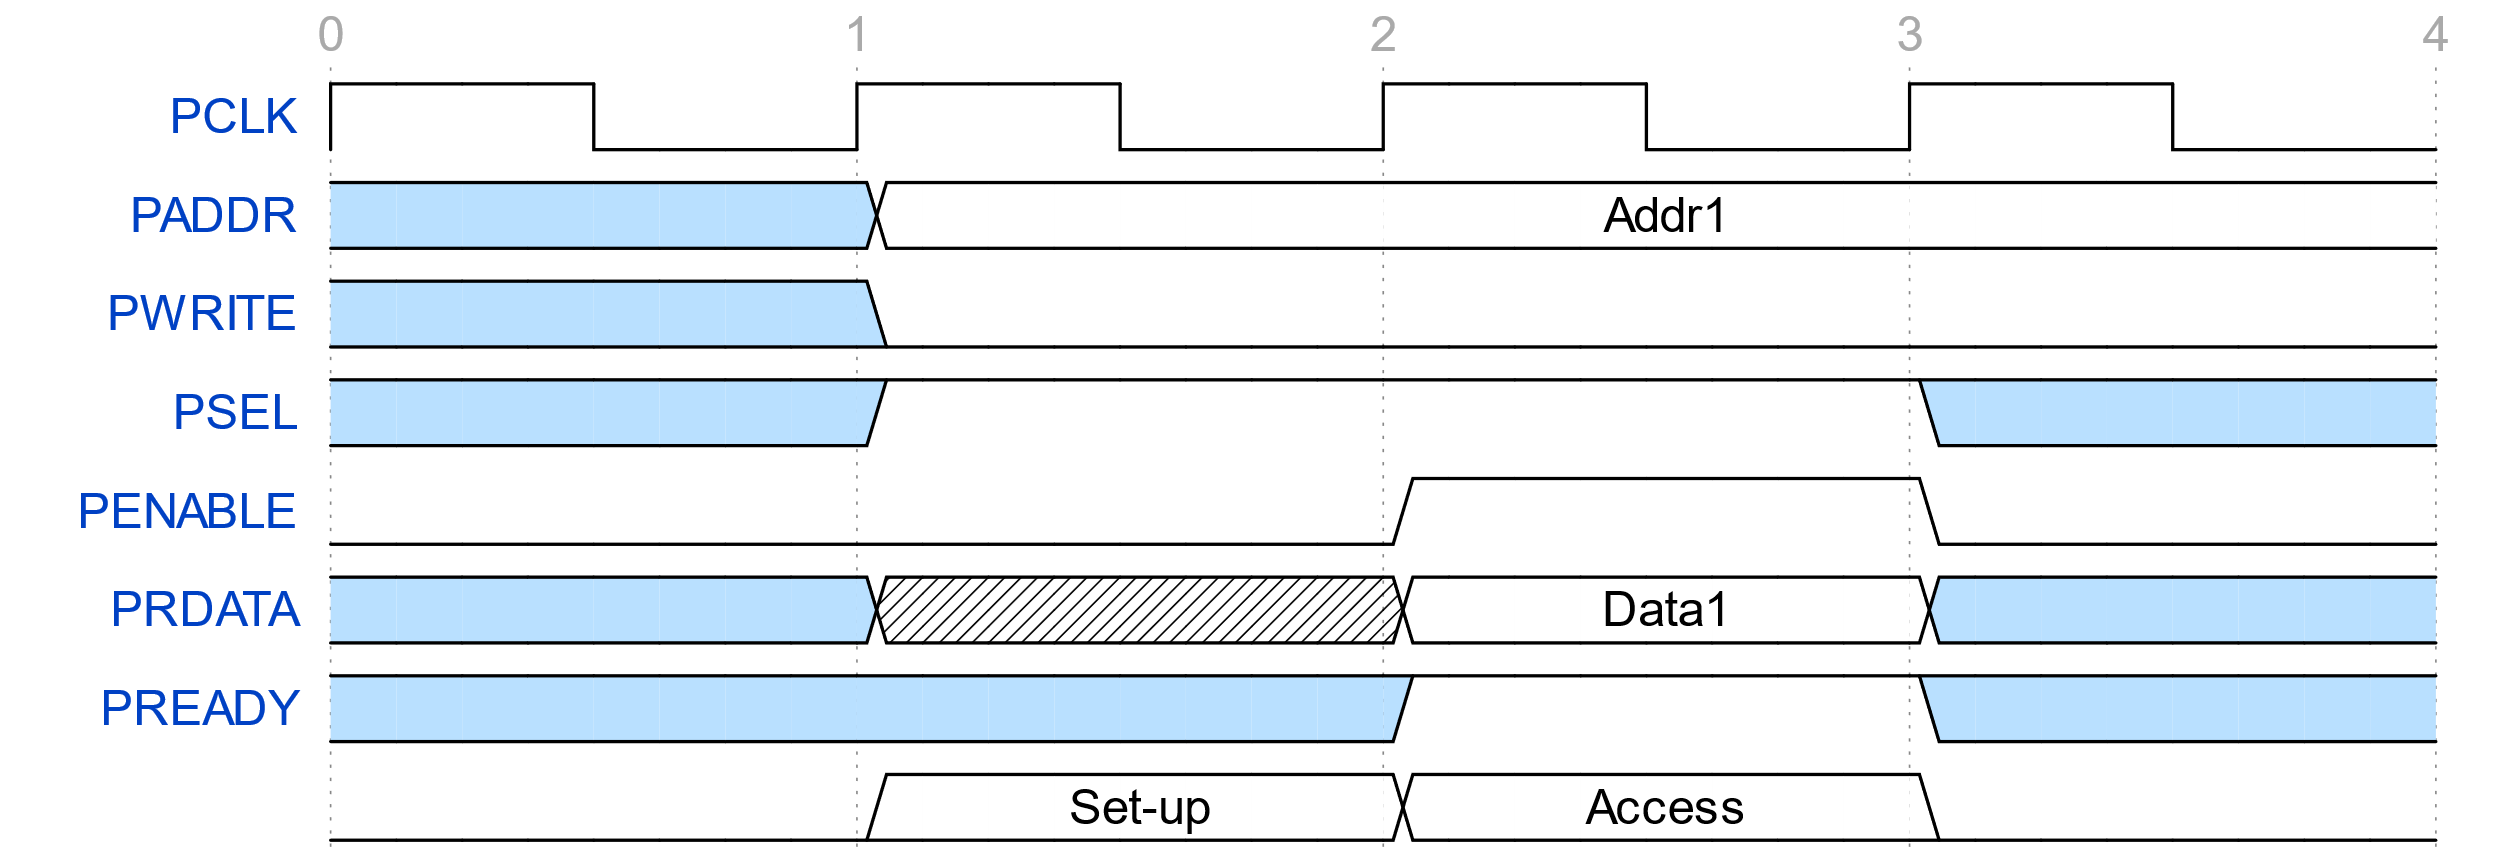 0 1 2 3 4
PCLK
PADDR Addr1
PWRITE
PSEL
PENABLE
PRDATA Data1
PREADY
Set-up Access